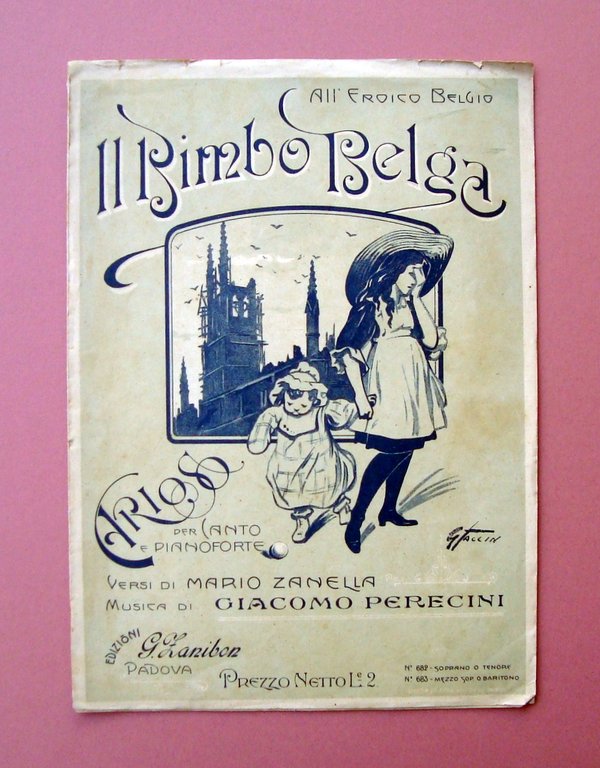 All' Eroico Belgio
Il Bimbo Belga
Arioso
per Canto
e Pianoforte
G Taccin
Versi di Mario Zanella
Musica di Giacomo Perecini
Edizioni
G. Zanibon
Padova
Prezzo Netto L.e 2
N° 682 - Soprano o Tenore
N° 683 - Mezzo Sop. o Baritono